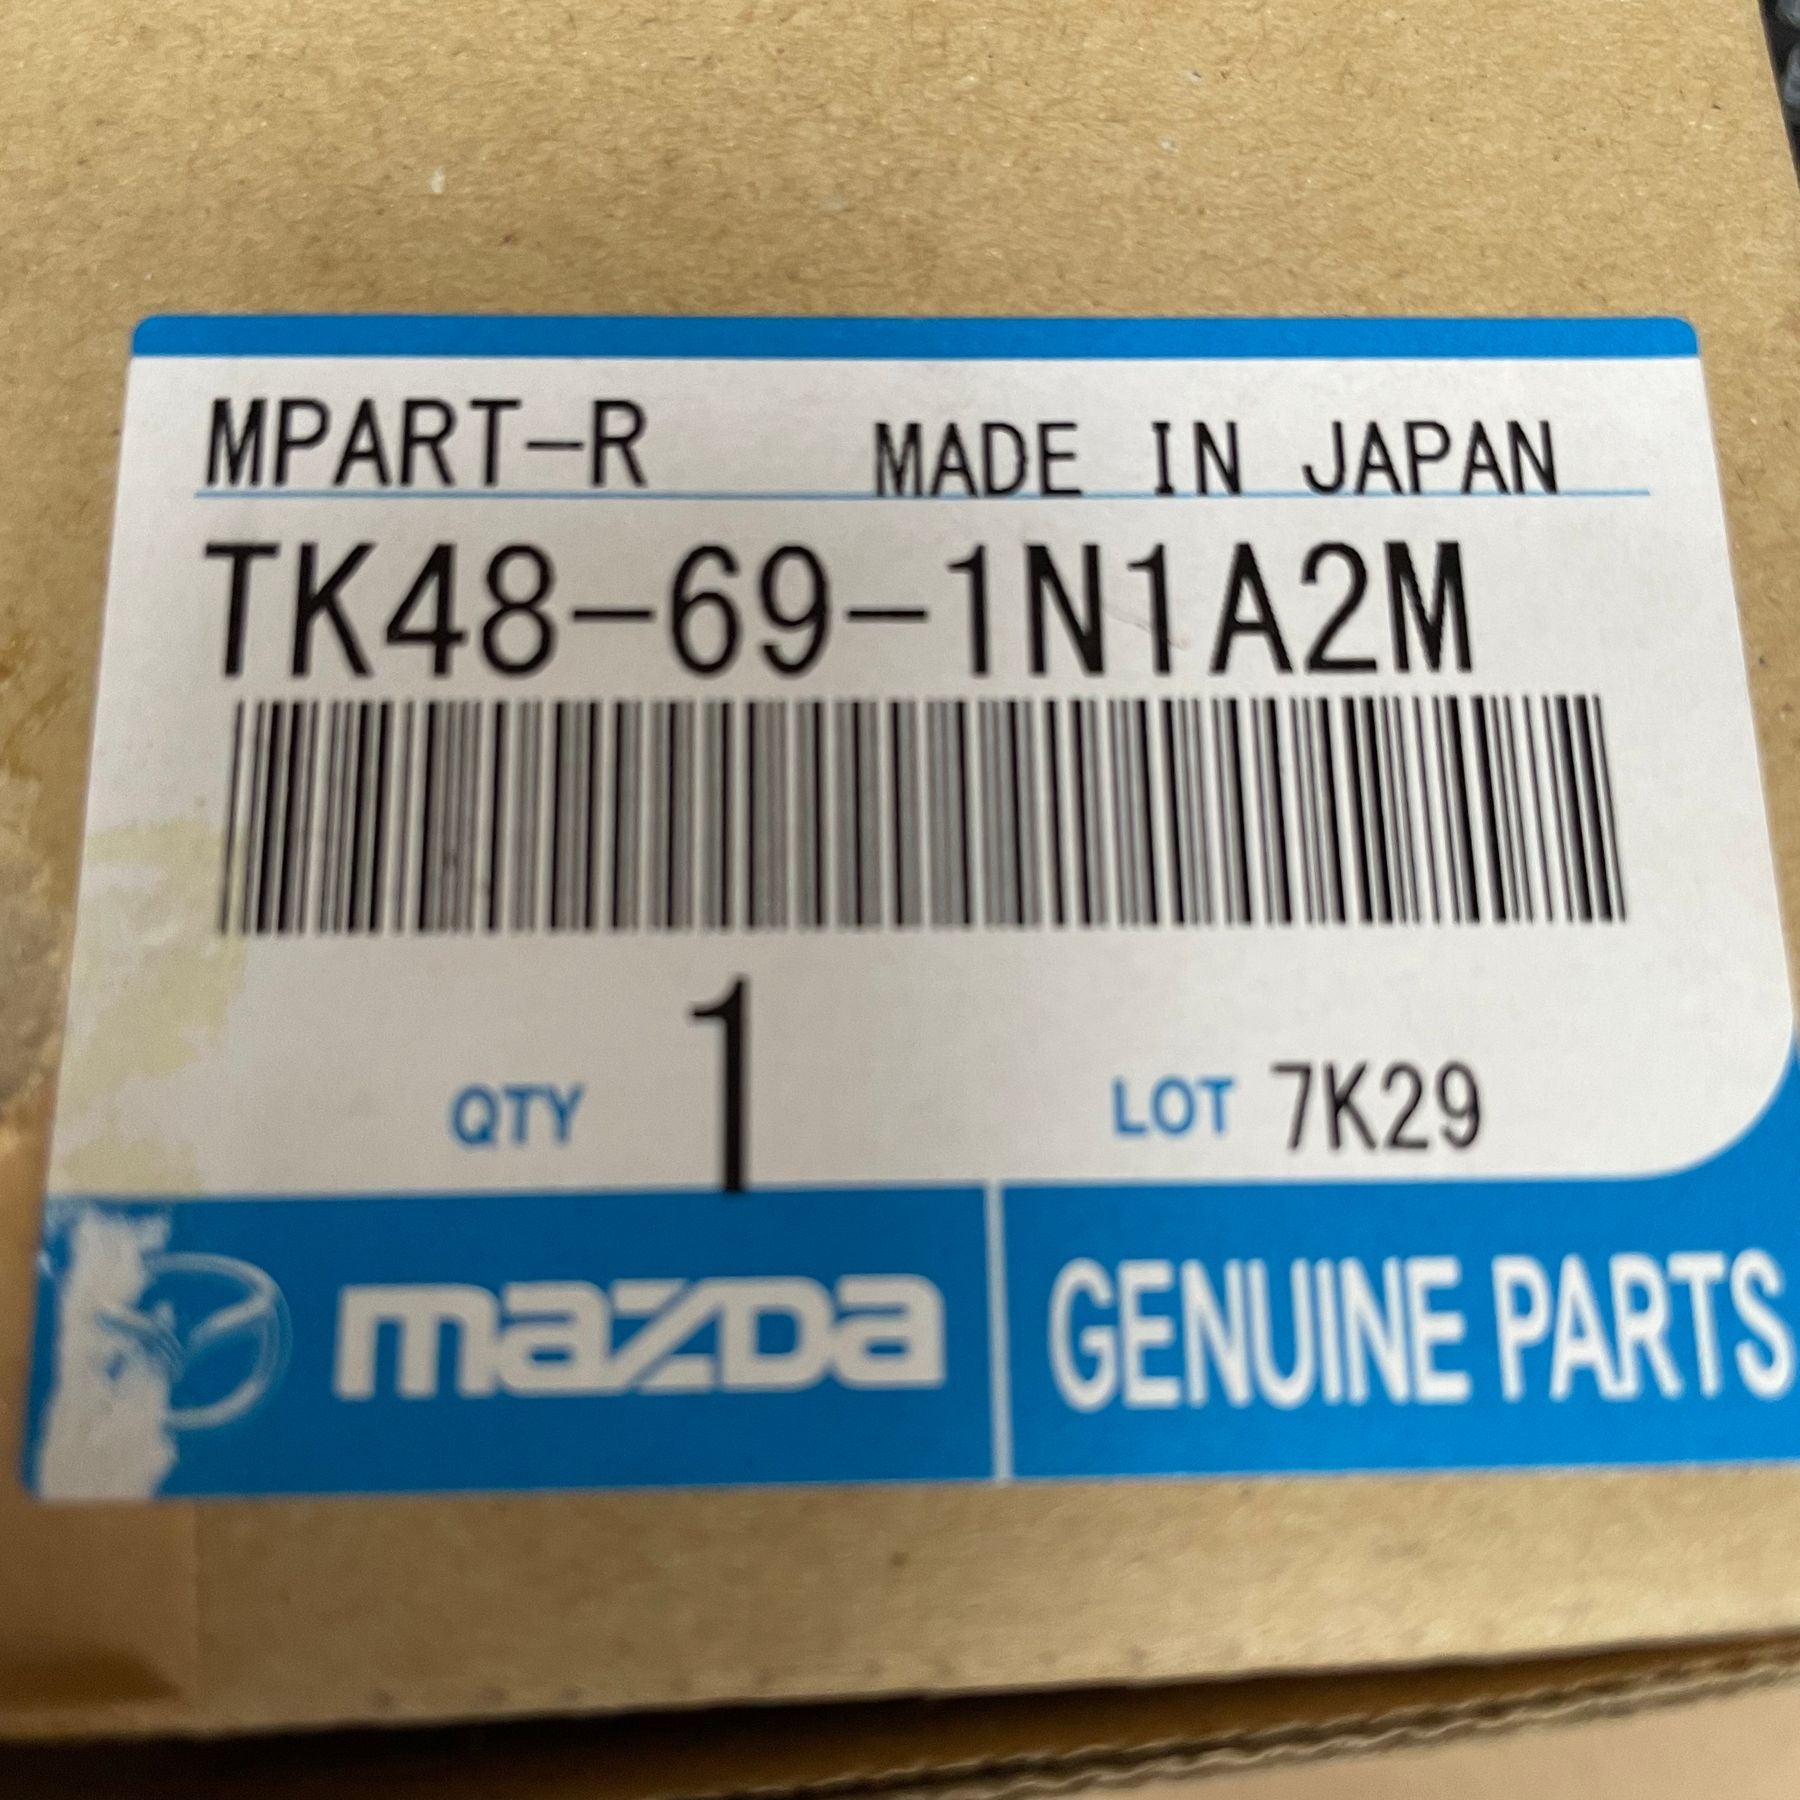 MPART-R MADE IN JAPAN
TK48-69-1N1A2M
QTY 1 LOT 7K29
mazda GENUINE PARTS